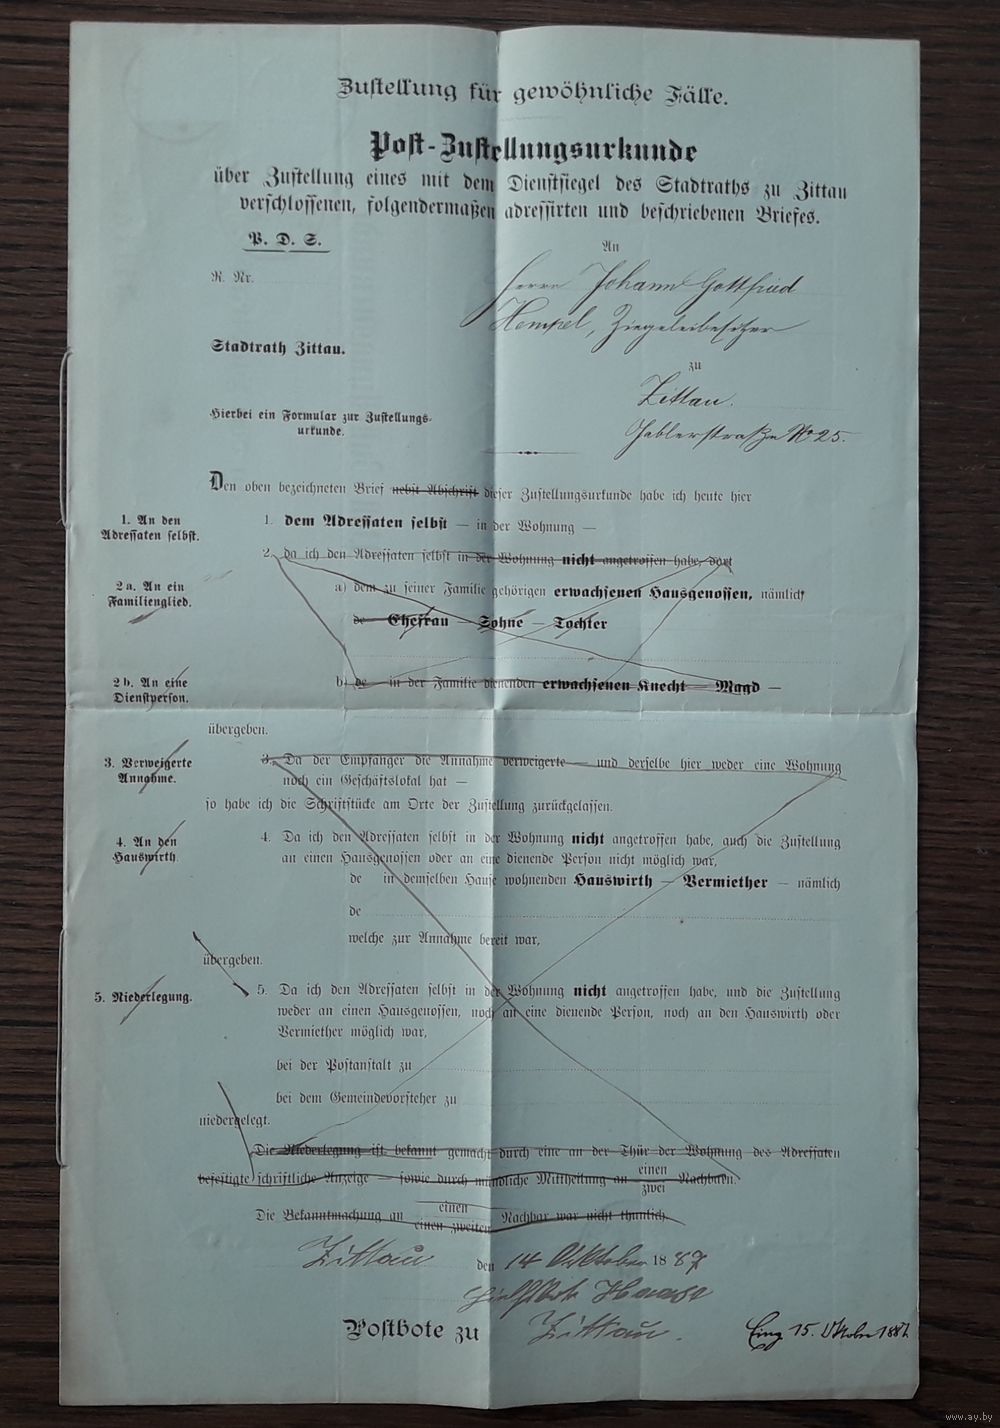 Zustellung für gewöhnliche Fälle.
Post-Zustellungsurkunde
über Zustellung eines mit dem Dienstsiegel des Stadtraths zu Zittau
verschlossenen, folgendermaßen adressirten und beschriebenen Briefes.
P. D. S.
An
R. Nr.
Herrn Johann Gottfried
Hempel, Ziegeleibesitzer
Stadtrath Zittau.
zu
Zittau.
Hierbei ein Formular zur Zustellungs-
urkunde.
No 25.
Den oben bezeichneten Brief nebst Abschrift dieser Zustellungsurkunde habe ich heute hier
1. An den
Adressaten selbst.
1. dem Adressaten selbst — in der Wohnung —
2. da ich den Adressaten selbst in der Wohnung nicht angetroffen habe, dort
2a. An ein
Familienglied.
a) dem zu seiner Familie gehörigen erwachsenen Hausgenossen, nämlich
de Ehefrau — Sohne — Tochter
2b. An eine
Dienstperson.
b) de in der Familie dienenden erwachsenen Knecht — Magd —
übergeben.
3. Verweigerte
Annahme.
3. Da der Empfänger die Annahme verweigerte — und derselbe hier weder eine Wohnung
noch ein Geschäftslokal hat —
so habe ich die Schriftstücke am Orte der Zustellung zurückgelassen.
4. An den
Hauswirth.
4. Da ich den Adressaten selbst in der Wohnung nicht angetroffen habe, auch die Zustellung
an einen Hausgenossen oder an eine dienende Person nicht möglich war,
de in demselben Hause wohnenden Hauswirth — Vermiether — nämlich
de
welche zur Annahme bereit war,
übergeben.
5. Niederlegung.
5. Da ich den Adressaten selbst in der Wohnung nicht angetroffen habe, und die Zustellung
weder an einen Hausgenossen, noch an eine dienende Person, noch an den Hauswirth oder
Vermiether möglich war,
bei der Postanstalt zu
bei dem Gemeindevorsteher zu
niedergelegt.
Die Niederlegung ist bekannt gemacht durch eine an der Thür der Wohnung des Adressaten
befestigte schriftliche Anzeige — sowie durch mündliche Mittheilung an einen zwei Nachbarn.
Die Bekanntmachung an einen einen zweiten Nachbar war nicht thunlich.
Zittau den 14 Oktober 1887
Postbote zu Zittau.
Eing 15. Oktober 1887.
www.ay.by